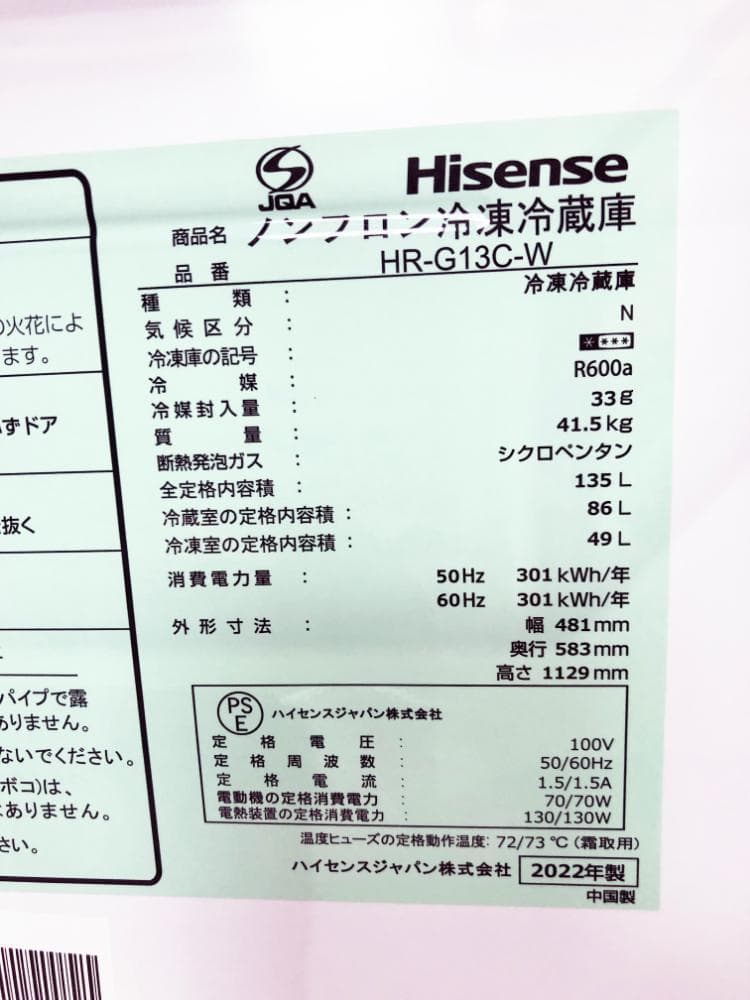 JQA
Hisense
商品名 ノンフロン冷凍冷蔵庫
品番 HR-G13C-W
種類 : 冷凍冷蔵庫
気候区分 : N
冷凍庫の記号 : ****
冷媒 : R600a
冷媒封入量 : 33g
質量 : 41.5kg
断熱発泡ガス : シクロペンタン
全定格内容積 : 135L
冷蔵室の定格内容積 : 86L
冷凍室の定格内容積 : 49L
消費電力量 : 50Hz 301kWh/年
60Hz 301kWh/年
外形寸法 : 幅 481mm
奥行 583mm
高さ 1129mm
PSE ハイセンスジャパン株式会社
定格電圧 : 100V
定格周波数 : 50/60Hz
定格電流 : 1.5/1.5A
電動機の定格消費電力 : 70/70W
電熱装置の定格消費電力 : 130/130W
温度ヒューズの定格動作温度: 72/73 ℃ (霜取用)
ハイセンスジャパン株式会社 2022年製
中国製
の火花によ
ます。
ずドア
抜く
パイプで露
ありません。
ないでください。
ボコ)は、
はありません。
さい。